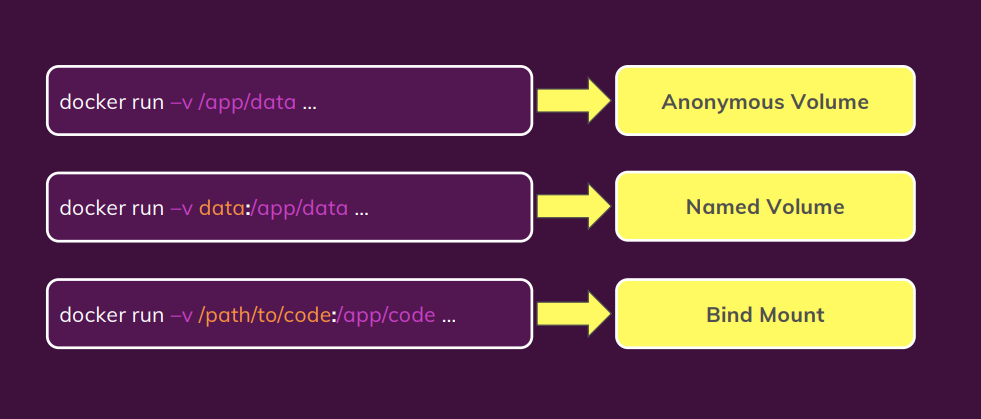 docker run –v /app/data ...
Anonymous Volume
docker run –v data:/app/data ...
Named Volume
docker run –v /path/to/code:/app/code ...
Bind Mount